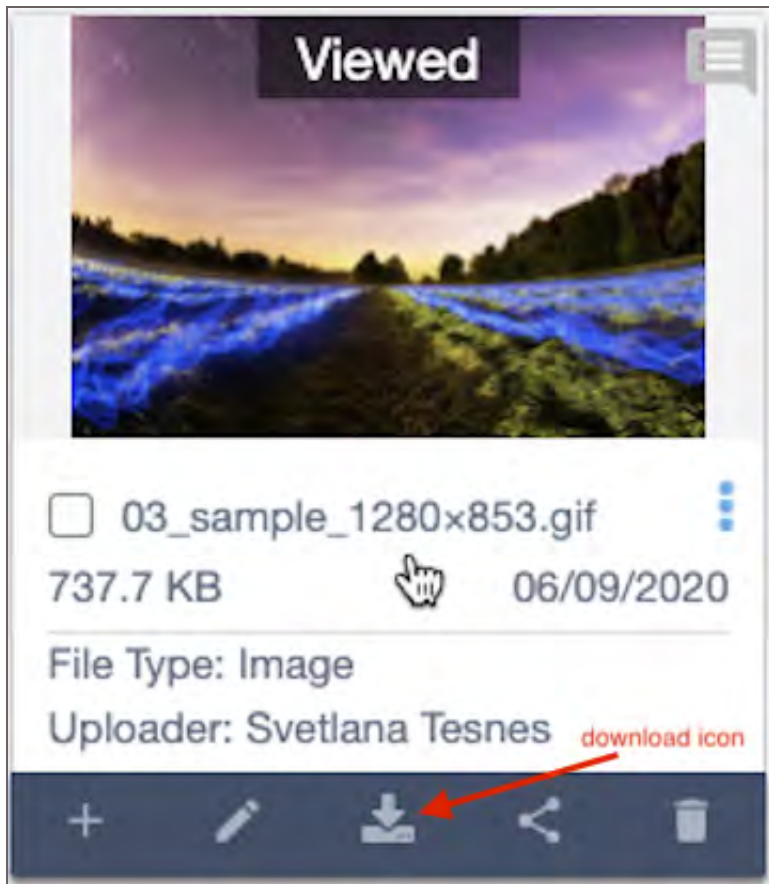 Viewed
03_sample_1280×853.gif
737.7 KB 06/09/2020
File Type: Image
Uploader: Svetlana Tesnes
download icon